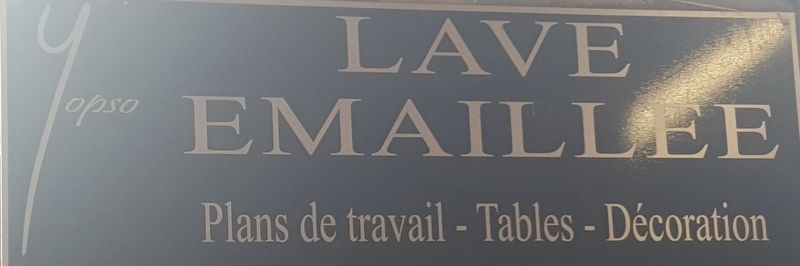 Yopso
LAVE
EMAILLEE
Plans de travail - Tables - Décoration